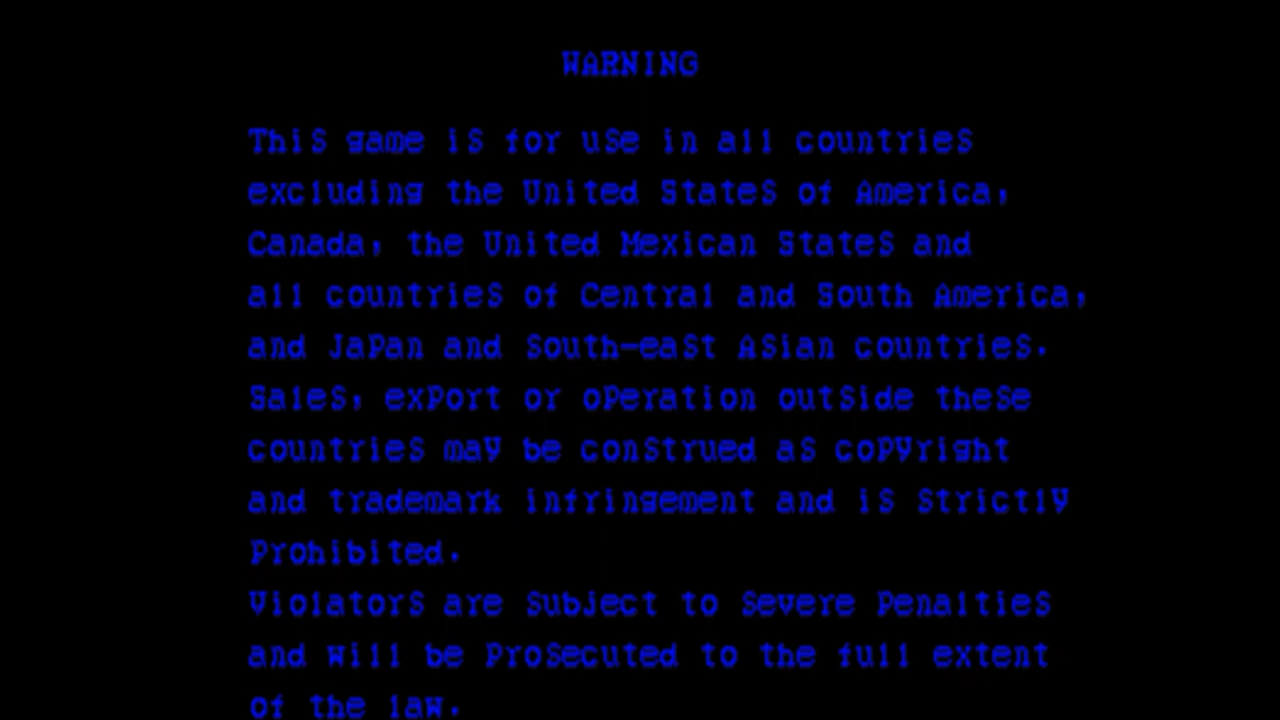 WARNING
This game is for use in all countries
excluding the United States of America,
Canada, the United Mexican States and
all countries of Central and South America,
and Japan and South-east Asian countries.
Sales, export or operation outside these
countries may be construed as copyright
and trademark infringement and is strictly
prohibited.
Violators are subject to severe penalties
and will be prosecuted to the full extent
of the law.